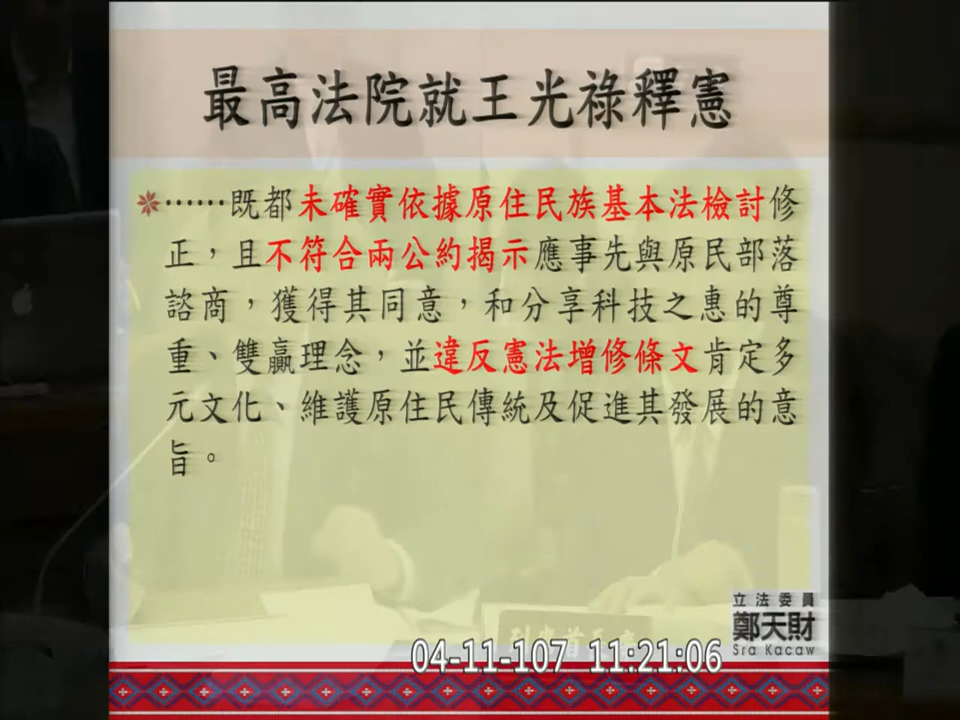 最高法院就王光祿釋憲
……既都未確實依據原住民族基本法檢討修
正，且不符合兩公約揭示應事先與原民部落
諮商，獲得其同意，和分享科技之惠的尊
重、雙贏理念，並違反憲法增修條文肯定多
元文化、維護原住民傳統及促進其發展的意
旨。
立法委員
鄭天財
Sra Kacaw
04-11-107 11:21:06